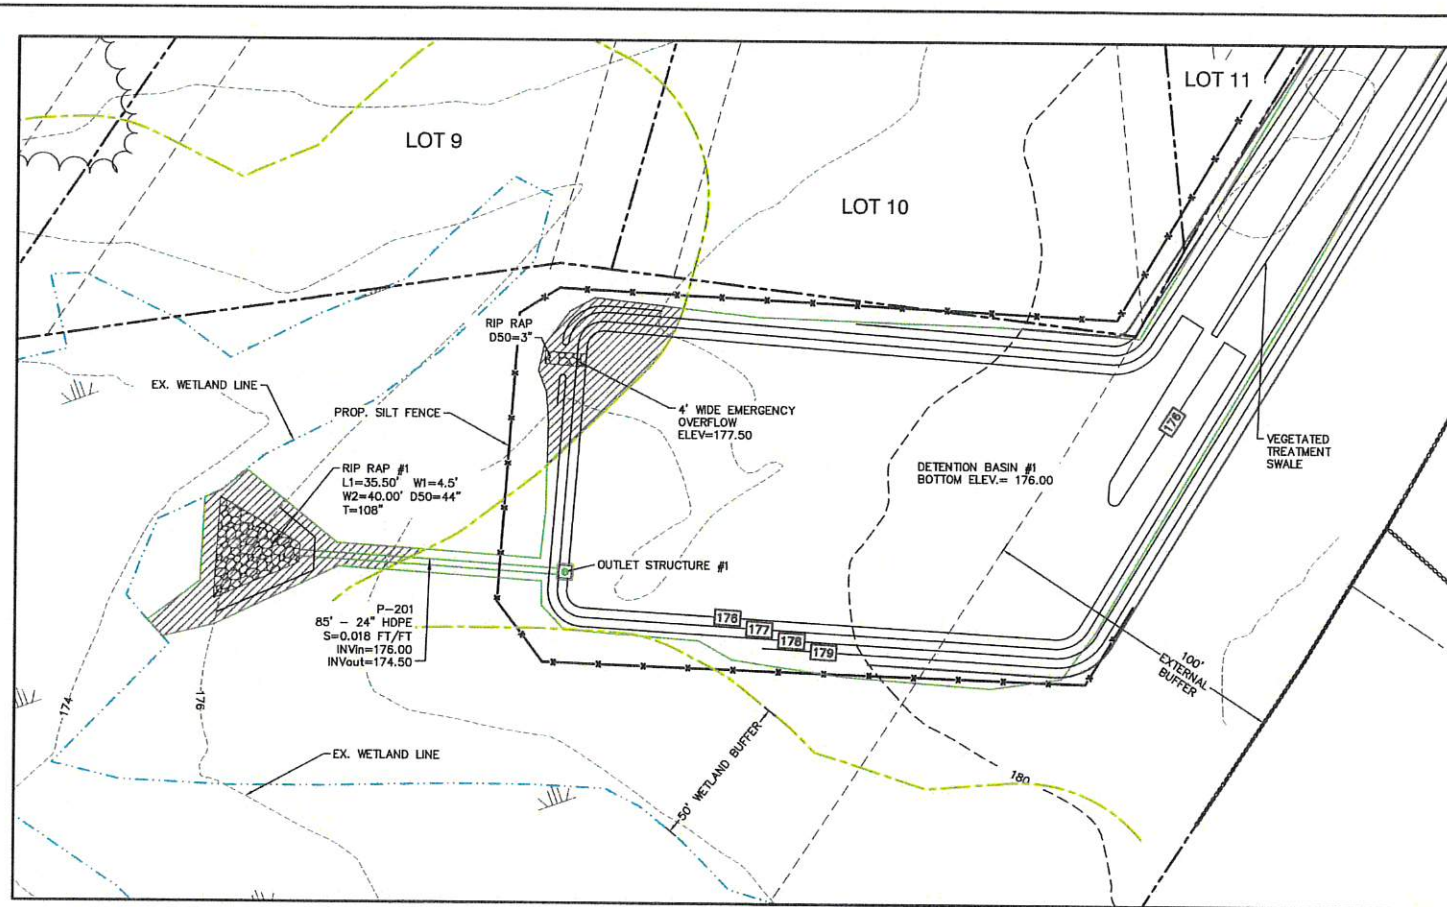 LOT 11
LOT 9
LOT 10
RIP RAP
D50=3"
EX. WETLAND LINE
PROP. SILT FENCE
4' WIDE EMERGENCY
OVERFLOW
ELEV=177.50
176
VEGETATED
TREATMENT
SWALE
RIP RAP #1
L1=35.50' W1=4.5'
W2=40.00' D50=44"
T=108"
DETENTION BASIN #1
BOTTOM ELEV.= 176.00
OUTLET STRUCTURE #1
P-201
85' - 24" HDPE
S=0.018 FT/FT
INVin=176.00
INVout=174.50
176
177
178
179
100'
EXTERNAL
BUFFER
174
176
EX. WETLAND LINE
50' WETLAND BUFFER
180